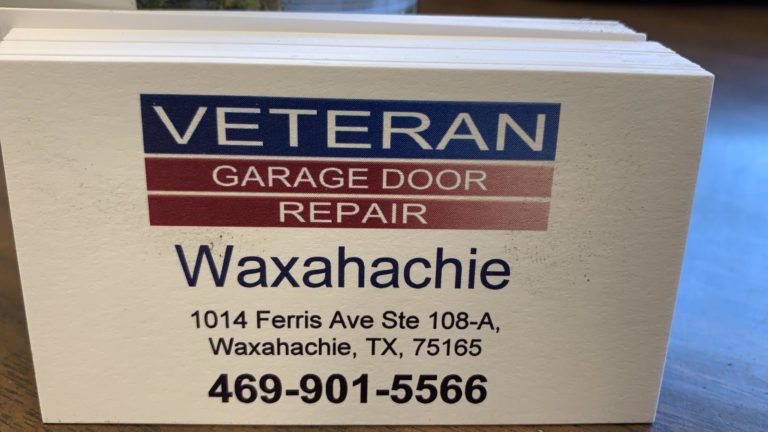 VETERAN
GARAGE DOOR
REPAIR
Waxahachie
1014 Ferris Ave Ste 108-A,
Waxahachie, TX, 75165
469-901-5566